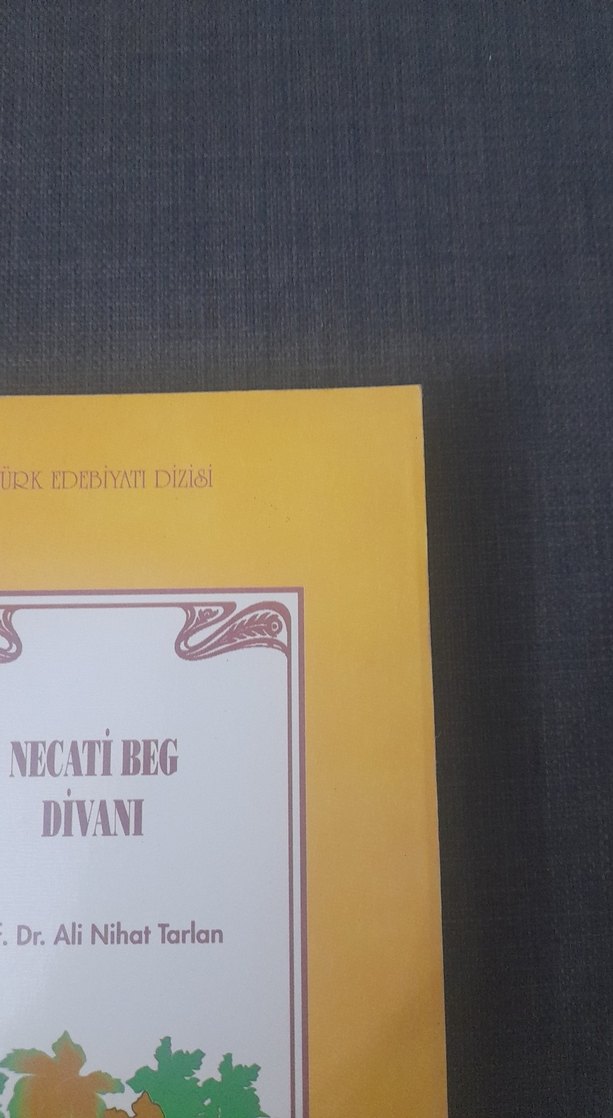 ÜRK EDEBİYATI DİZİSİ
NECATİ BEG
DİVANI
F. Dr. Ali Nihat Tarlan